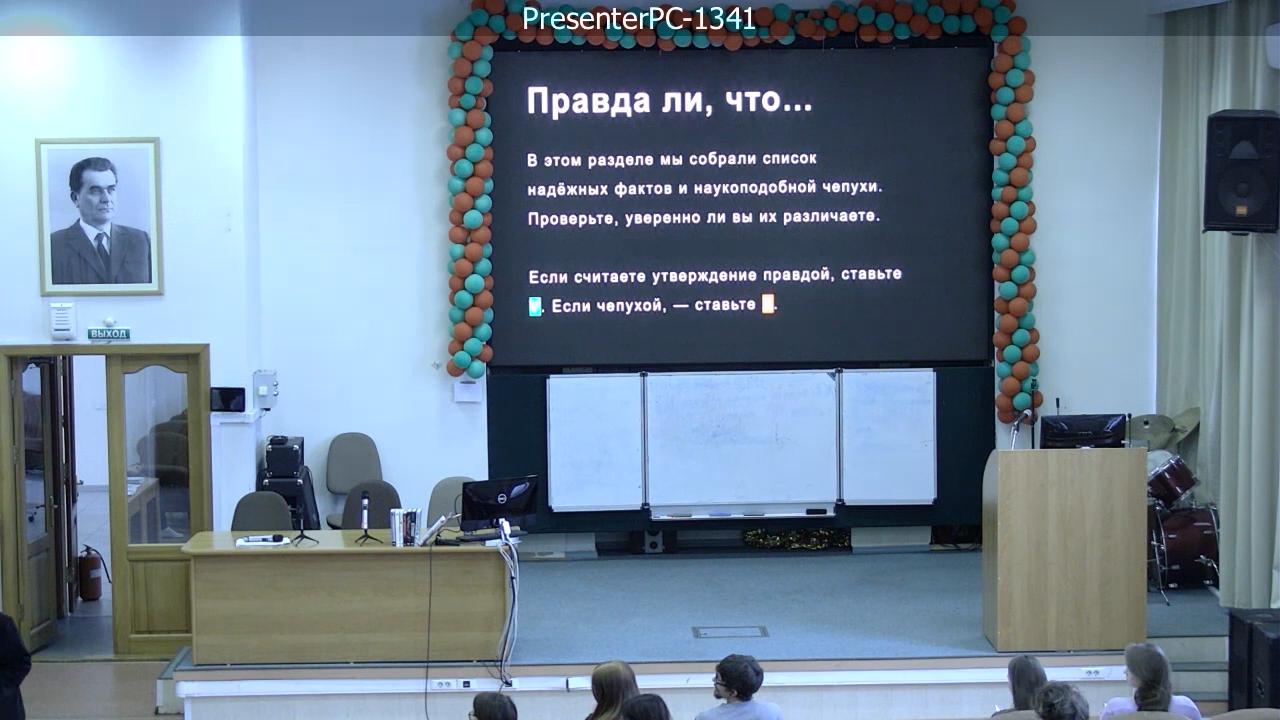 PresenterPC-1341
Правда ли, что...
В этом разделе мы собрали список
надёжных фактов и наукоподобной чепухи.
Проверьте, уверенно ли вы их различаете.
Если считаете утверждение правдой, ставьте
. Если чепухой, — ставьте .
ВЫХОД
DELL